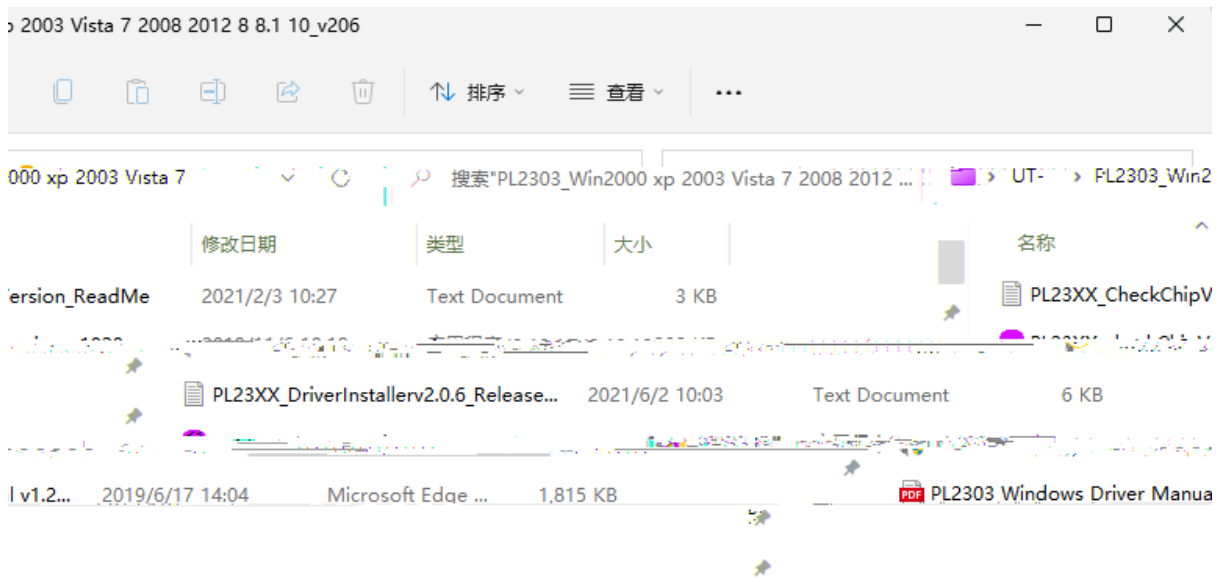 p 2003 Vista 7 2008 2012 8 8.1 10_v206
排序 查看
000 xp 2003 Vista 7 搜索"PL2303_Win2000 xp 2003 Vista 7 2008 2012 ... UT- PL2303_Win2
修改日期 类型 大小 名称
ersion_ReadMe 2021/2/3 10:27 Text Document 3 KB PL23XX_CheckChipV
PL23XX_DriverInstallerv2.0.6_Release... 2021/6/2 10:03 Text Document 6 KB
l v1.2... 2019/6/17 14:04 Microsoft Edge ... 1,815 KB PDF PL2303 Windows Driver Manua